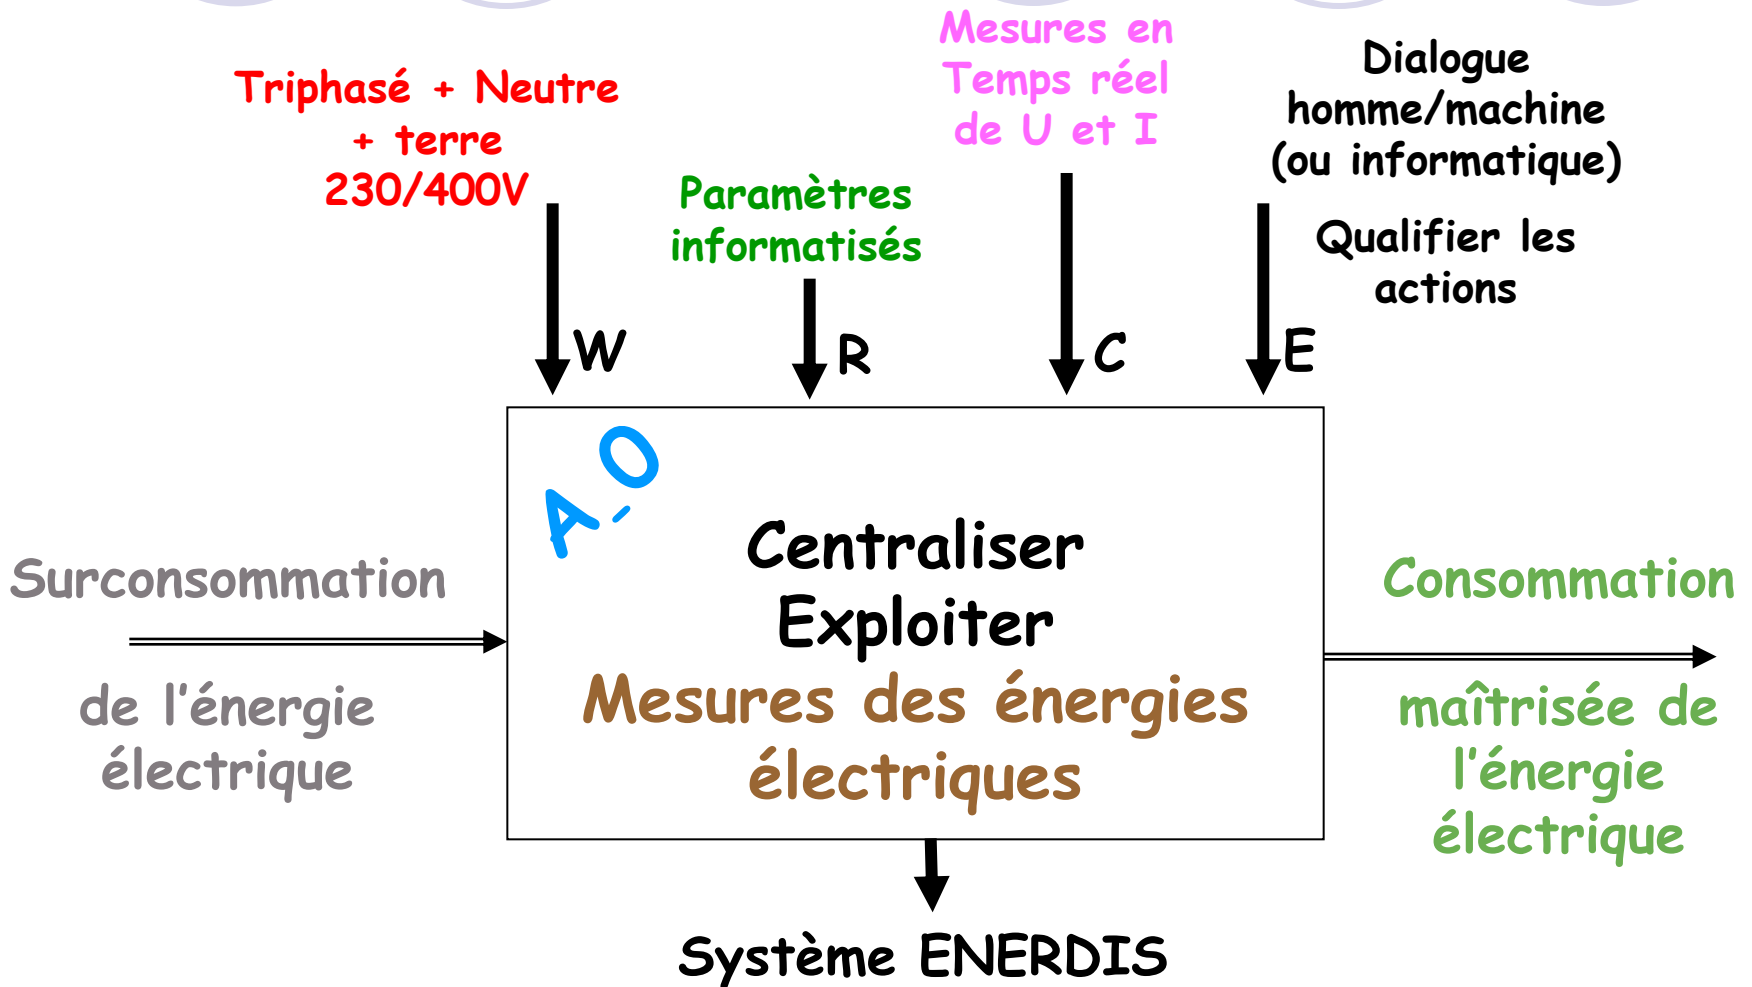 Triphasé + Neutre
+ terre
230/400V
Paramètres
informatisés
Mesures en
Temps réel
de U et I
Dialogue
homme/machine
(ou informatique)
Qualifier les
actions
W
R
C
E
A_0
Centraliser
Exploiter
Mesures des énergies
électriques
Surconsommation
de l'énergie
électrique
Consommation
maîtrisée de
l'énergie
électrique
Système ENERDIS